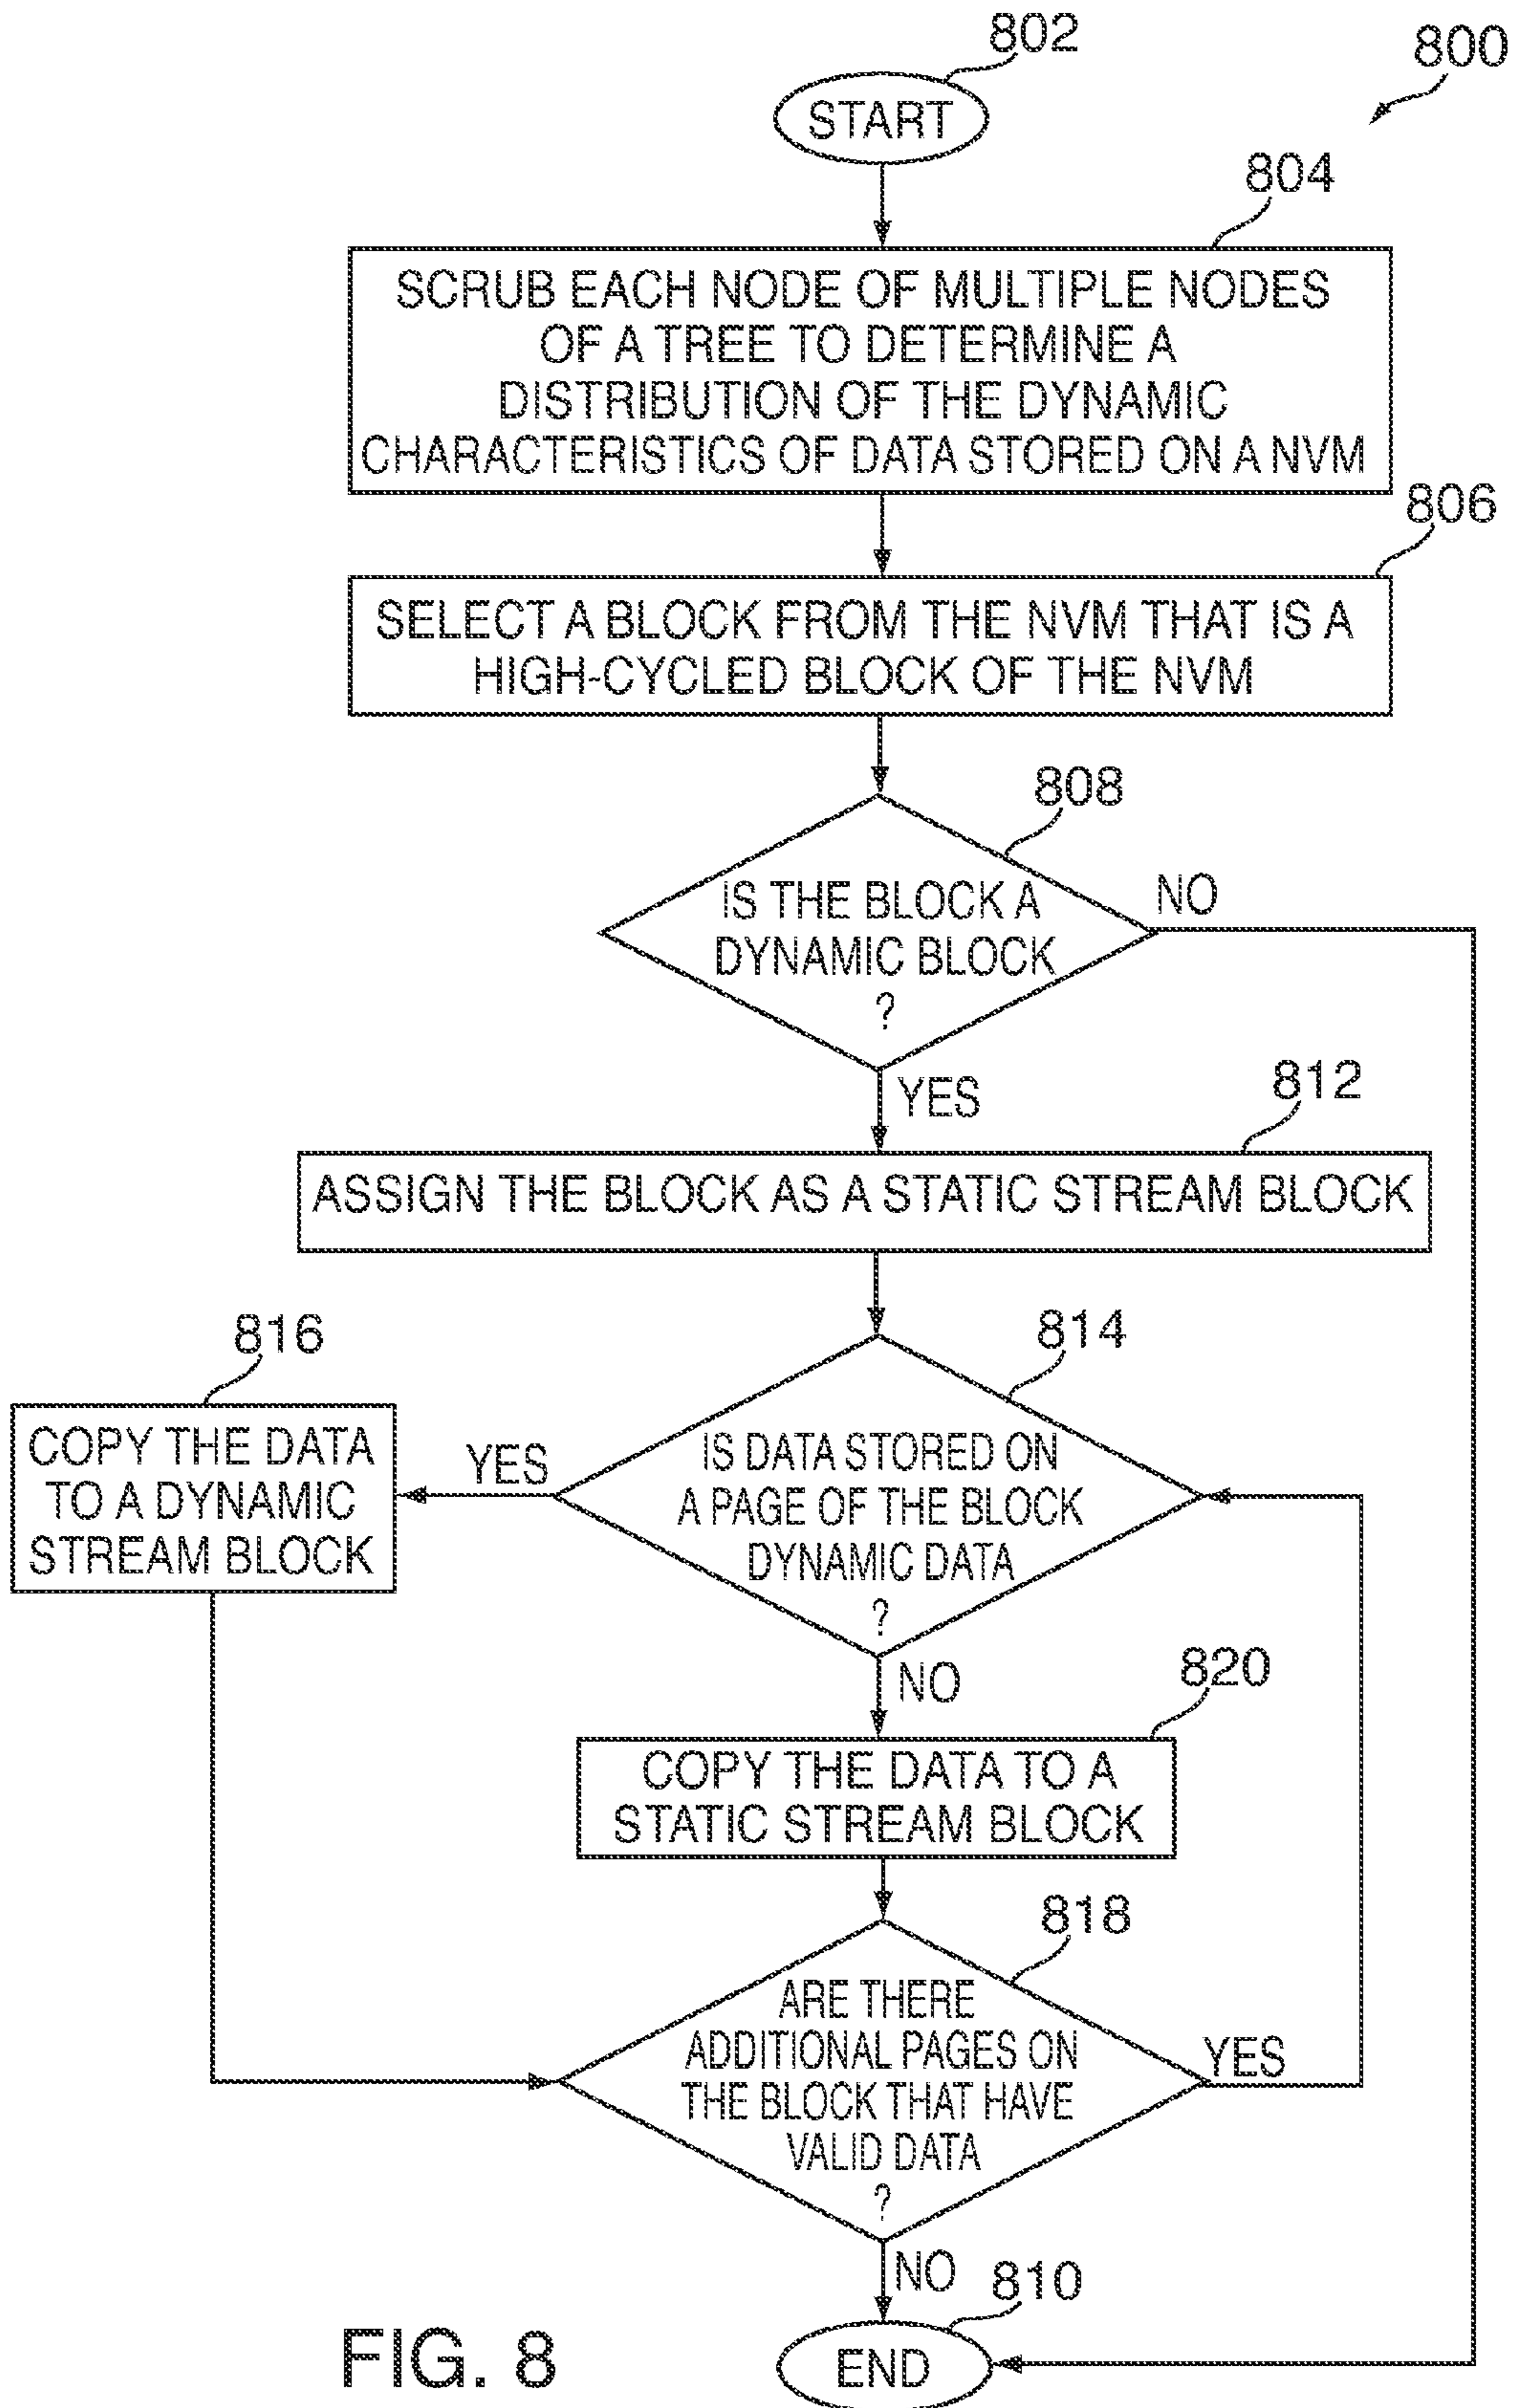 802
800
START
804
SCRUB EACH NODE OF MULTIPLE NODES
OF A TREE TO DETERMINE A
DISTRIBUTION OF THE DYNAMIC
CHARACTERISTICS OF DATA STORED ON A NVM
806
SELECT A BLOCK FROM THE NVM THAT IS A
HIGH-CYCLED BLOCK OF THE NVM
808
IS THE BLOCK A
DYNAMIC BLOCK
?
NO
YES
812
ASSIGN THE BLOCK AS A STATIC STREAM BLOCK
814
IS DATA STORED ON
A PAGE OF THE BLOCK
DYNAMIC DATA
?
YES
816
COPY THE DATA
TO A DYNAMIC
STREAM BLOCK
NO
820
COPY THE DATA TO A
STATIC STREAM BLOCK
818
ARE THERE
ADDITIONAL PAGES ON
THE BLOCK THAT HAVE
VALID DATA
?
YES
NO
810
END
FIG. 8